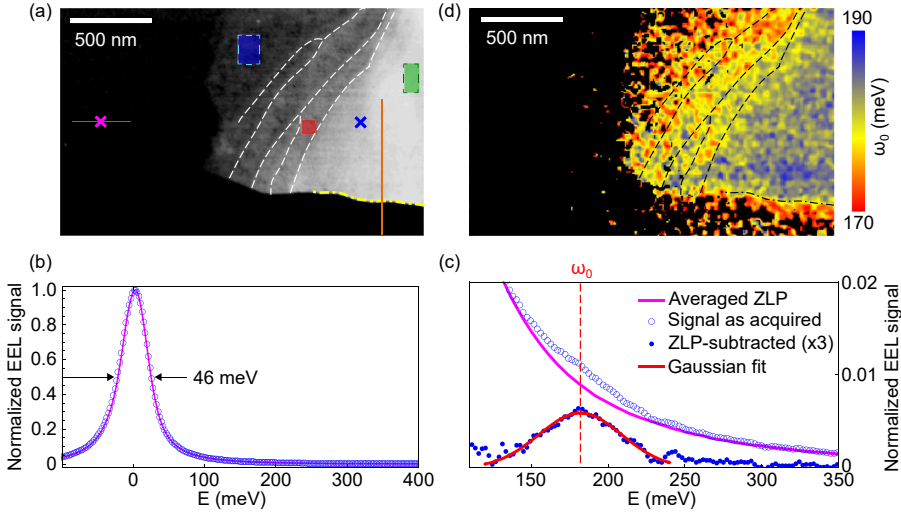 (a)
500 nm
(d)
500 nm
190
ω0 (meV)
170
(b)
Normalized EEL signal
1.0
0.8
0.6
0.4
0.2
0
46 meV
0
100
200
300
400
E (meV)
(c)
ω0
Averaged ZLP
Signal as acquired
ZLP-subtracted (x3)
Gaussian fit
0.02
0.01
0
Normalized EEL signal
150
200
250
300
350
E (meV)